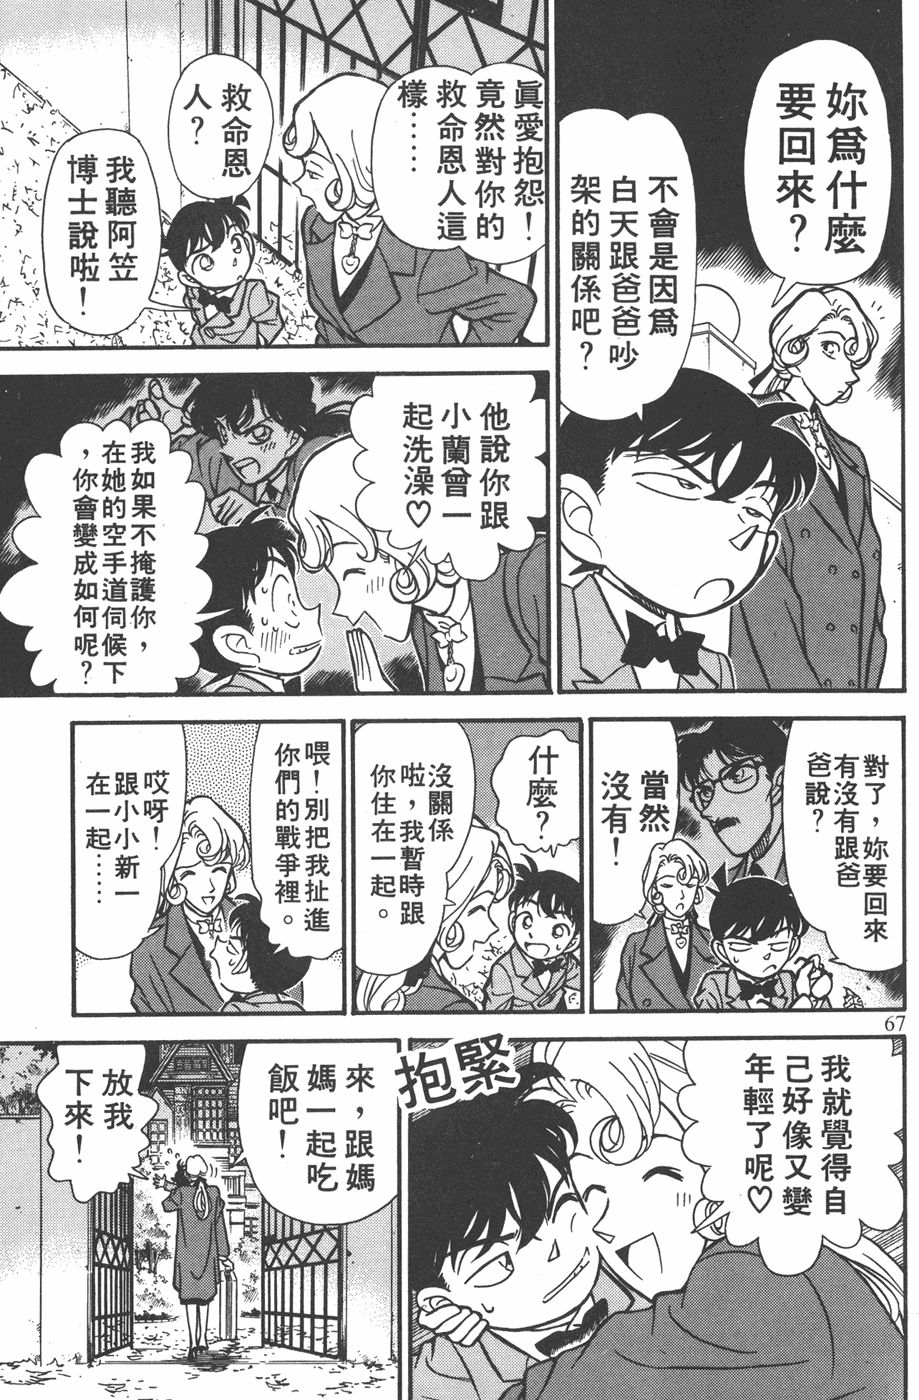 妳為什麼
要回來？
不會是因為
白天跟爸爸吵
架的關係吧？
眞愛抱怨！
竟然對你的
救命恩人這
樣……
救命恩
人？
我聽阿笠
博士說啦！
他說你跟
小蘭曾一
起洗澡♡
我如果不掩護你，
在她的空手道伺候下
，你會變成如何呢？
對了，妳要回來
有沒有跟爸
爸說？
當然
沒有！
什麼？
沒關係
啦，我暫時跟
你住在一起。
喂！別把我扯進
你們的戰爭裡。
哎呀！
跟小小新一
在一起……
67
我就覺得自
己好像又變
年輕了呢♡
抱緊
來，跟媽
媽一起吃
飯吧！
放我
下來！